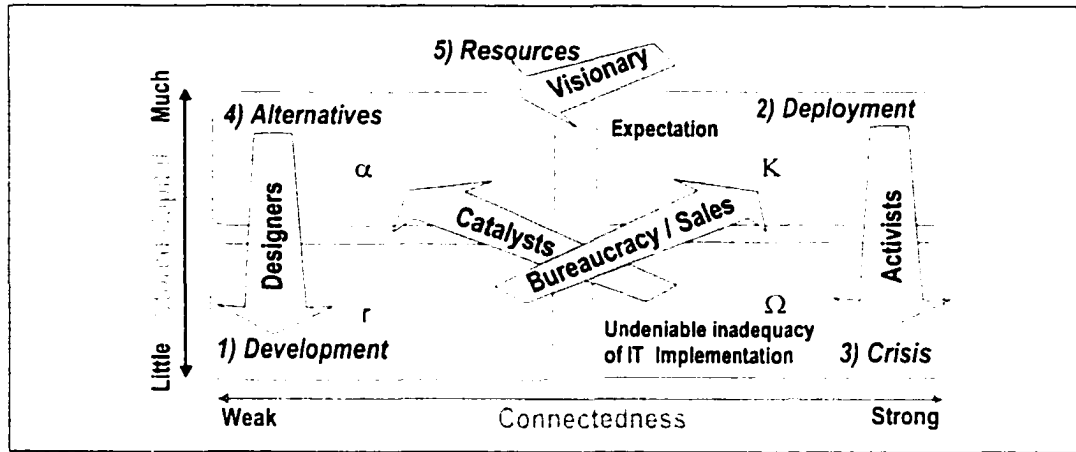 5) Resources
Visionary
Much
4) Alternatives
Expectation
2) Deployment
α
K
Designers
Catalysts
Bureaucracy / Sales
Activists
r
Ω
1) Development
Undeniable inadequacy
of IT Implementation
3) Crisis
Little
Weak
Connectedness
Strong